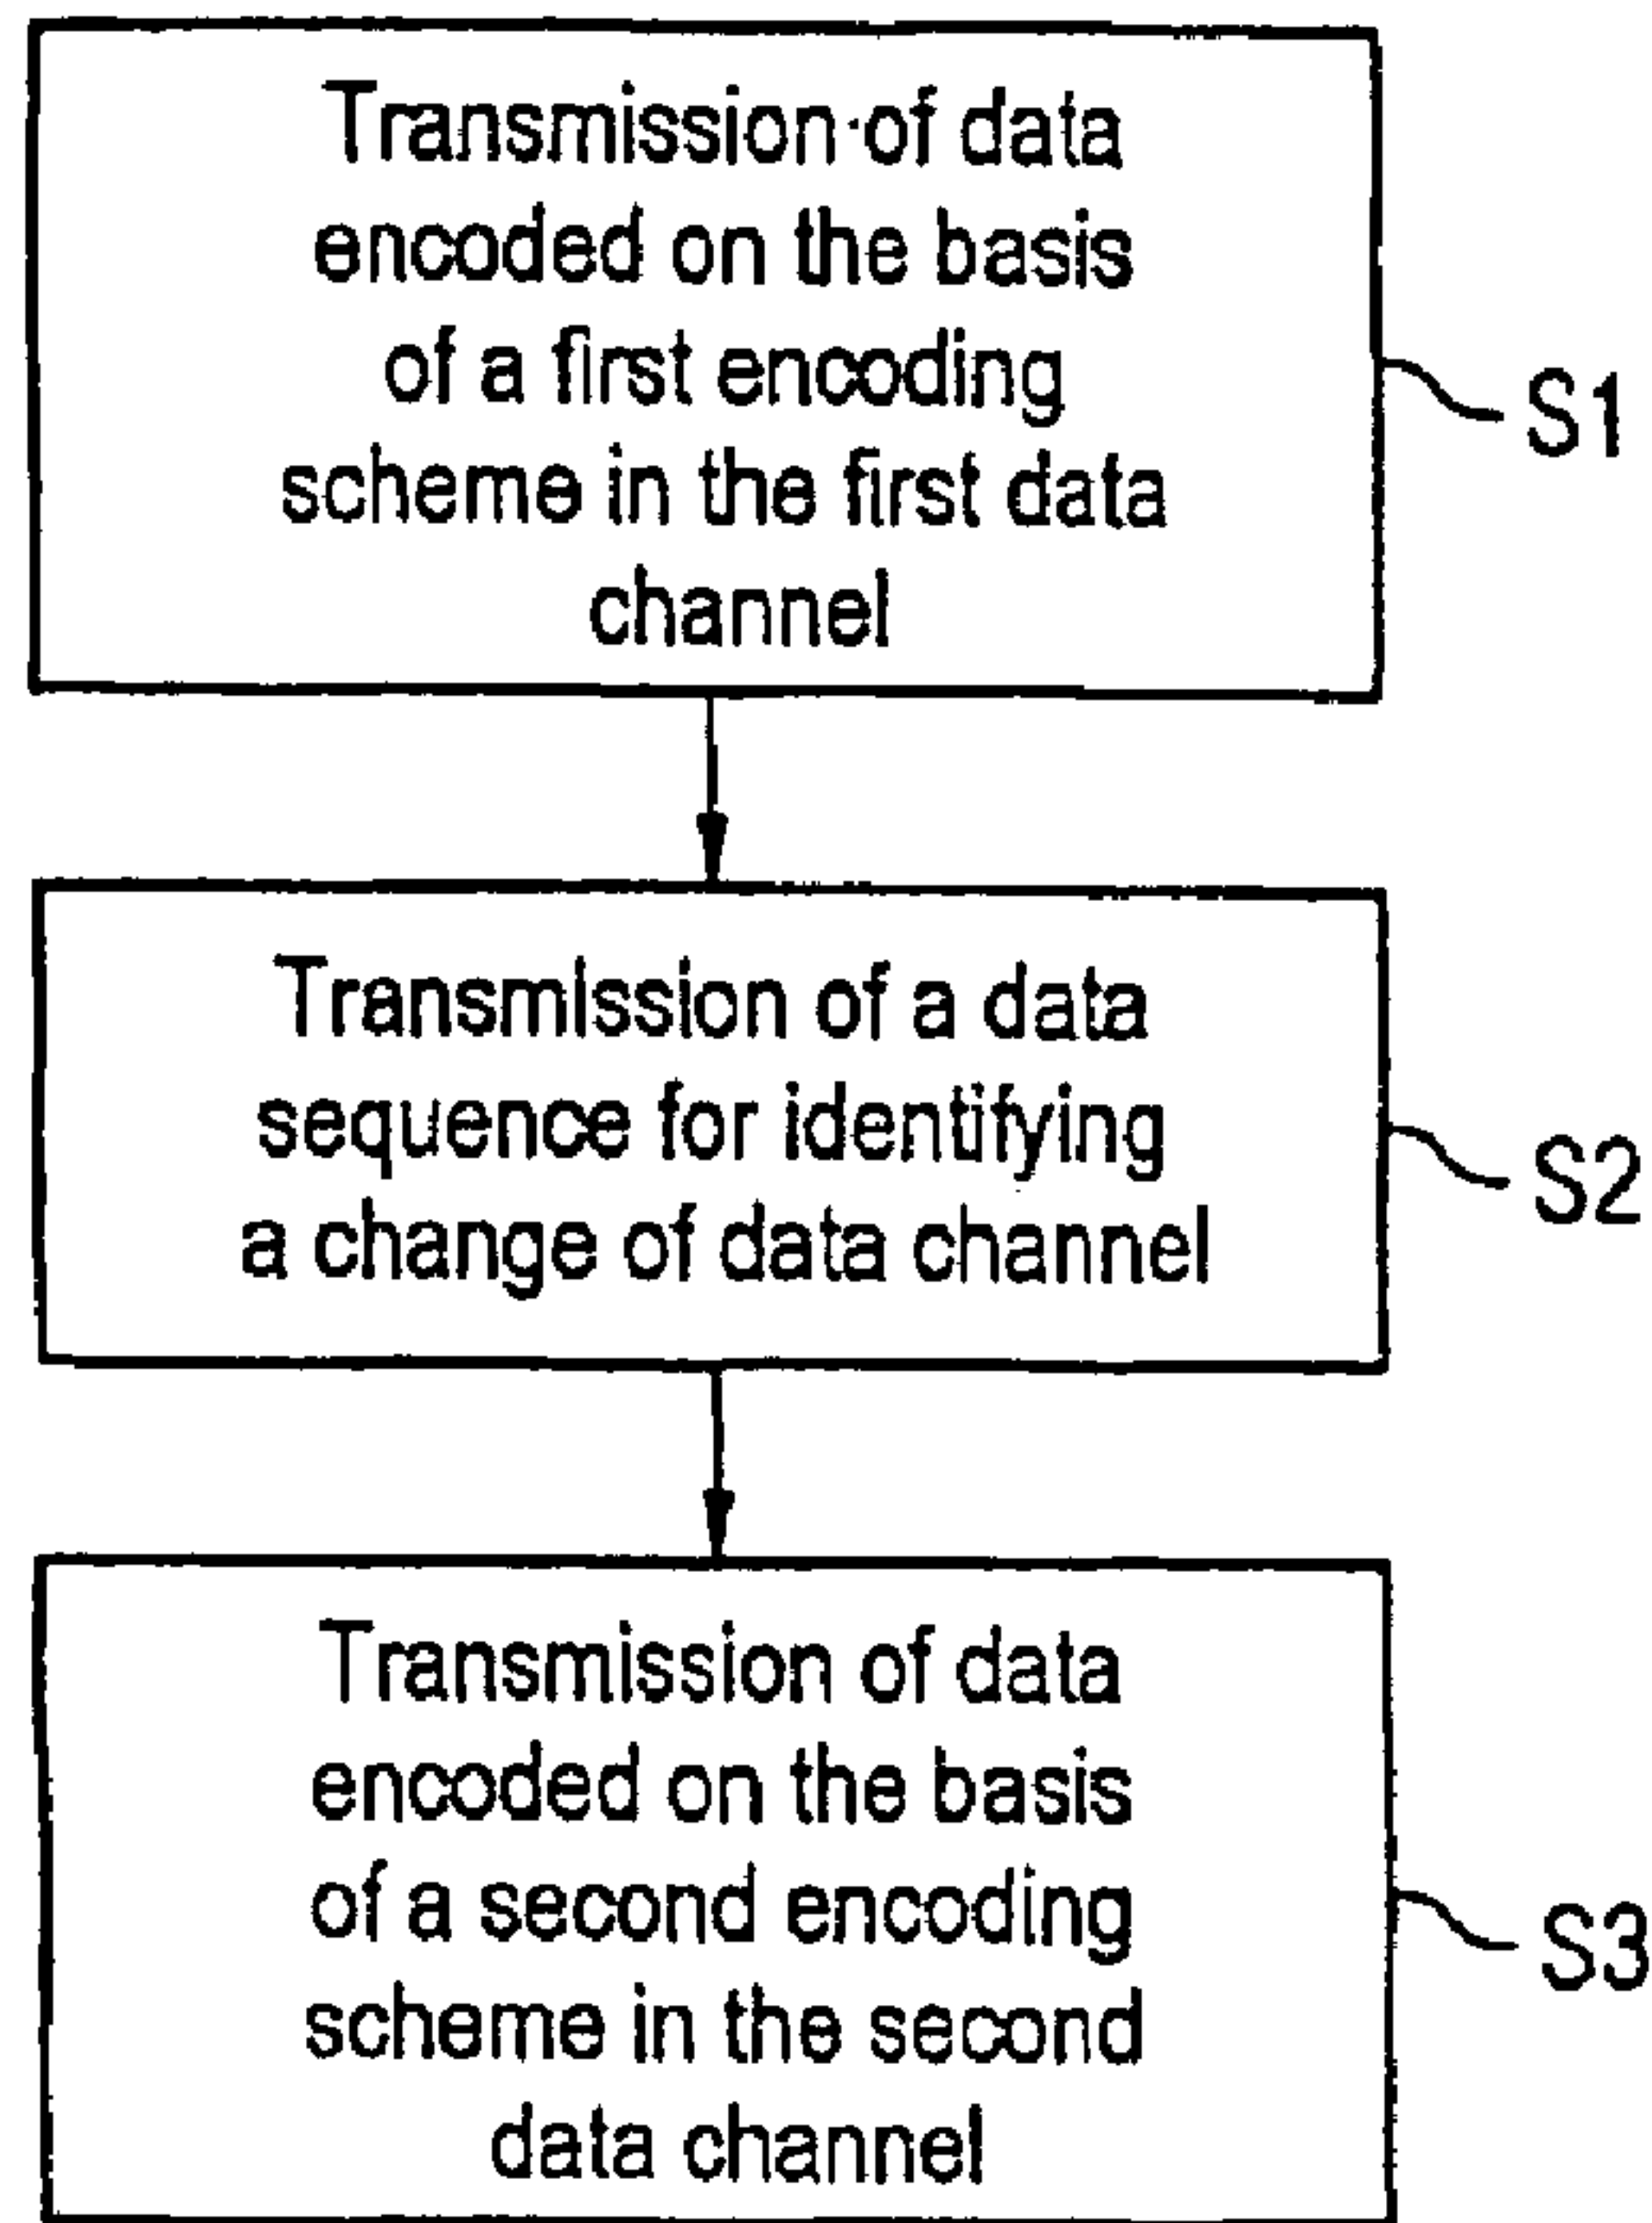 Transmission of data
encoded on the basis
of a first encoding
scheme in the first data
channel
S1
Transmission of a data
sequence for identifying
a change of data channel
S2
Transmission of data
encoded on the basis
of a second encoding
scheme in the second
data channel
S3